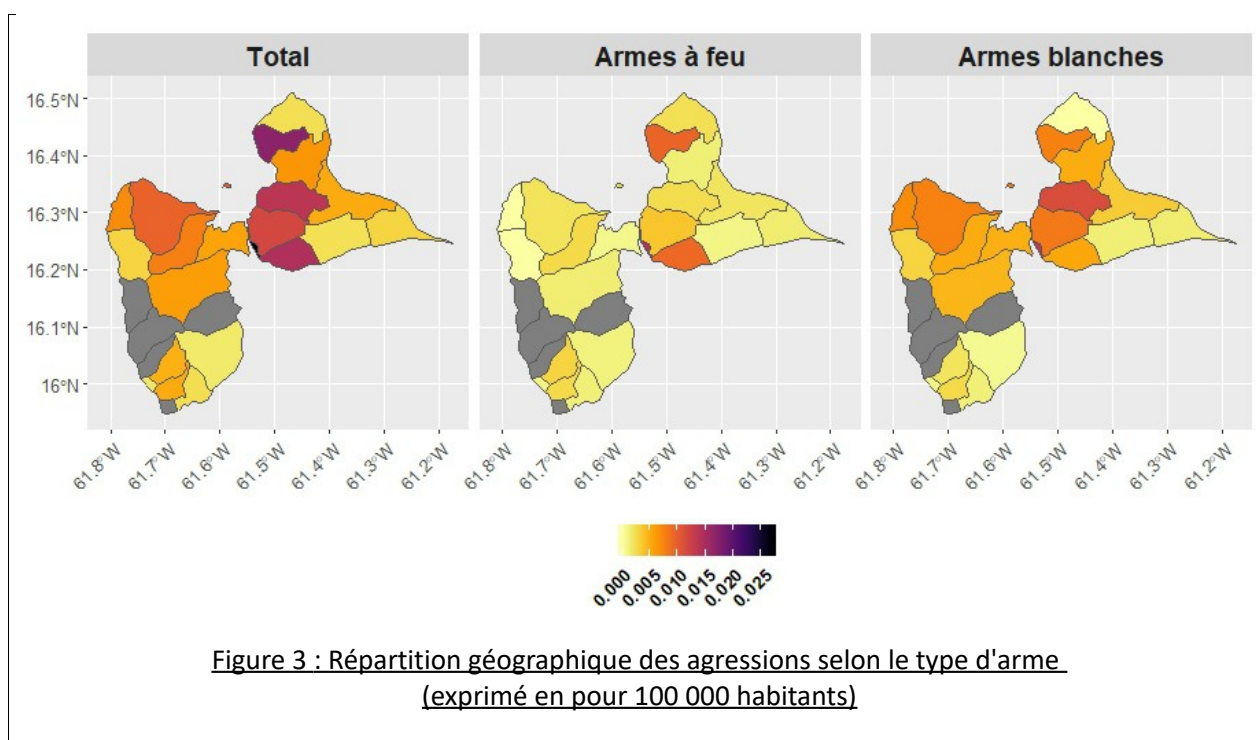 Total
Armes à feu
Armes blanches
16.5°N
16.4°N
16.3°N
16.2°N
16.1°N
16°N
61.8°W
61.7°W
61.6°W
61.5°W
61.4°W
61.3°W
61.2°W
61.8°W
61.7°W
61.6°W
61.5°W
61.4°W
61.3°W
61.2°W
61.8°W
61.7°W
61.6°W
61.5°W
61.4°W
61.3°W
61.2°W
0.000
0.005
0.010
0.015
0.020
0.025
Figure 3 : Répartition géographique des agressions selon le type d'arme
(exprimé en pour 100 000 habitants)